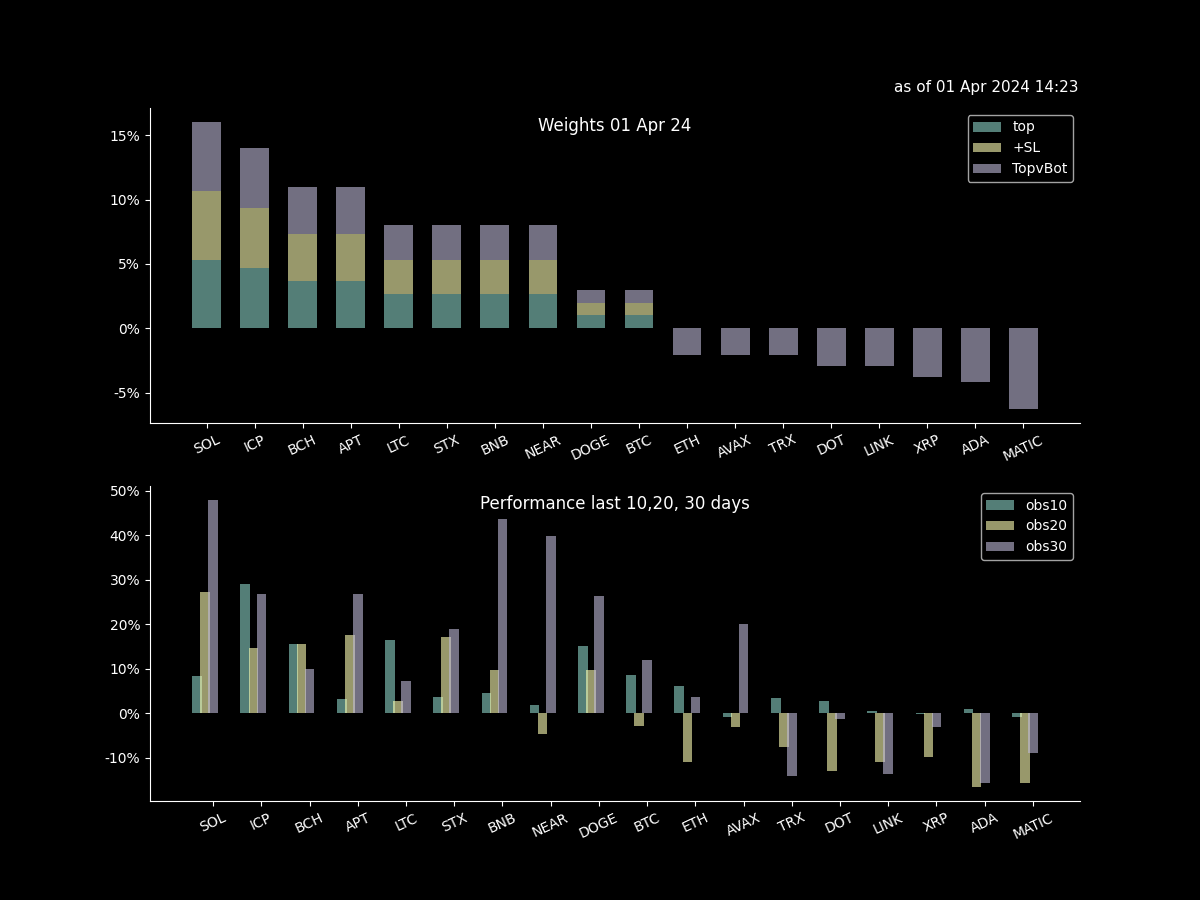 as of 01 Apr 2024 14:23
Weights 01 Apr 24
top
+SL
TopvBot
15%
10%
5%
0%
-5%
SOL ICP BCH APT LTC STX BNB NEAR DOGE BTC ETH AVAX TRX DOT LINK XRP ADA MATIC
Performance last 10,20, 30 days
obs10
obs20
obs30
50%
40%
30%
20%
10%
0%
-10%
SOL ICP BCH APT LTC STX BNB NEAR DOGE BTC ETH AVAX TRX DOT LINK XRP ADA MATIC